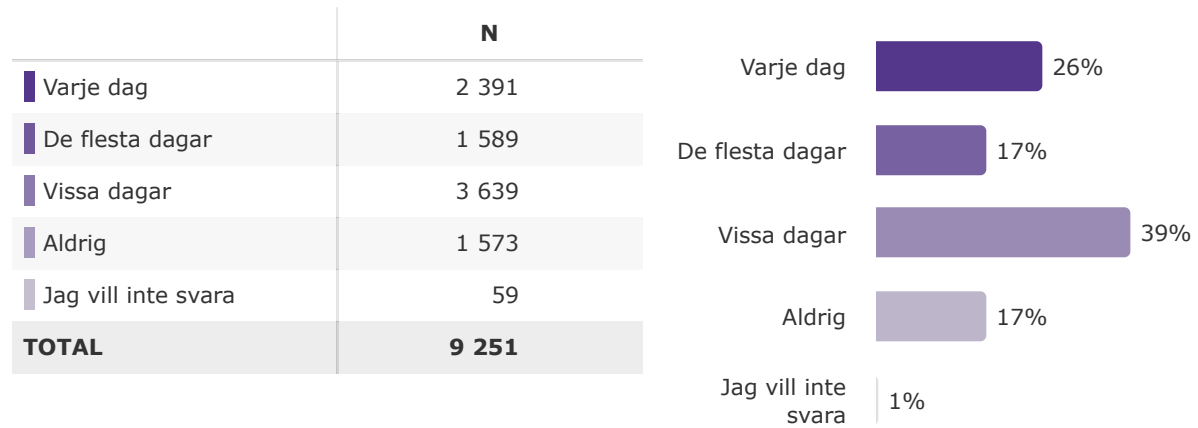 N
Varje dag 2 391
De flesta dagar 1 589
Vissa dagar 3 639
Aldrig 1 573
Jag vill inte svara 59
TOTAL 9 251
Varje dag 26%
De flesta dagar 17%
Vissa dagar 39%
Aldrig 17%
Jag vill inte
svara 1%